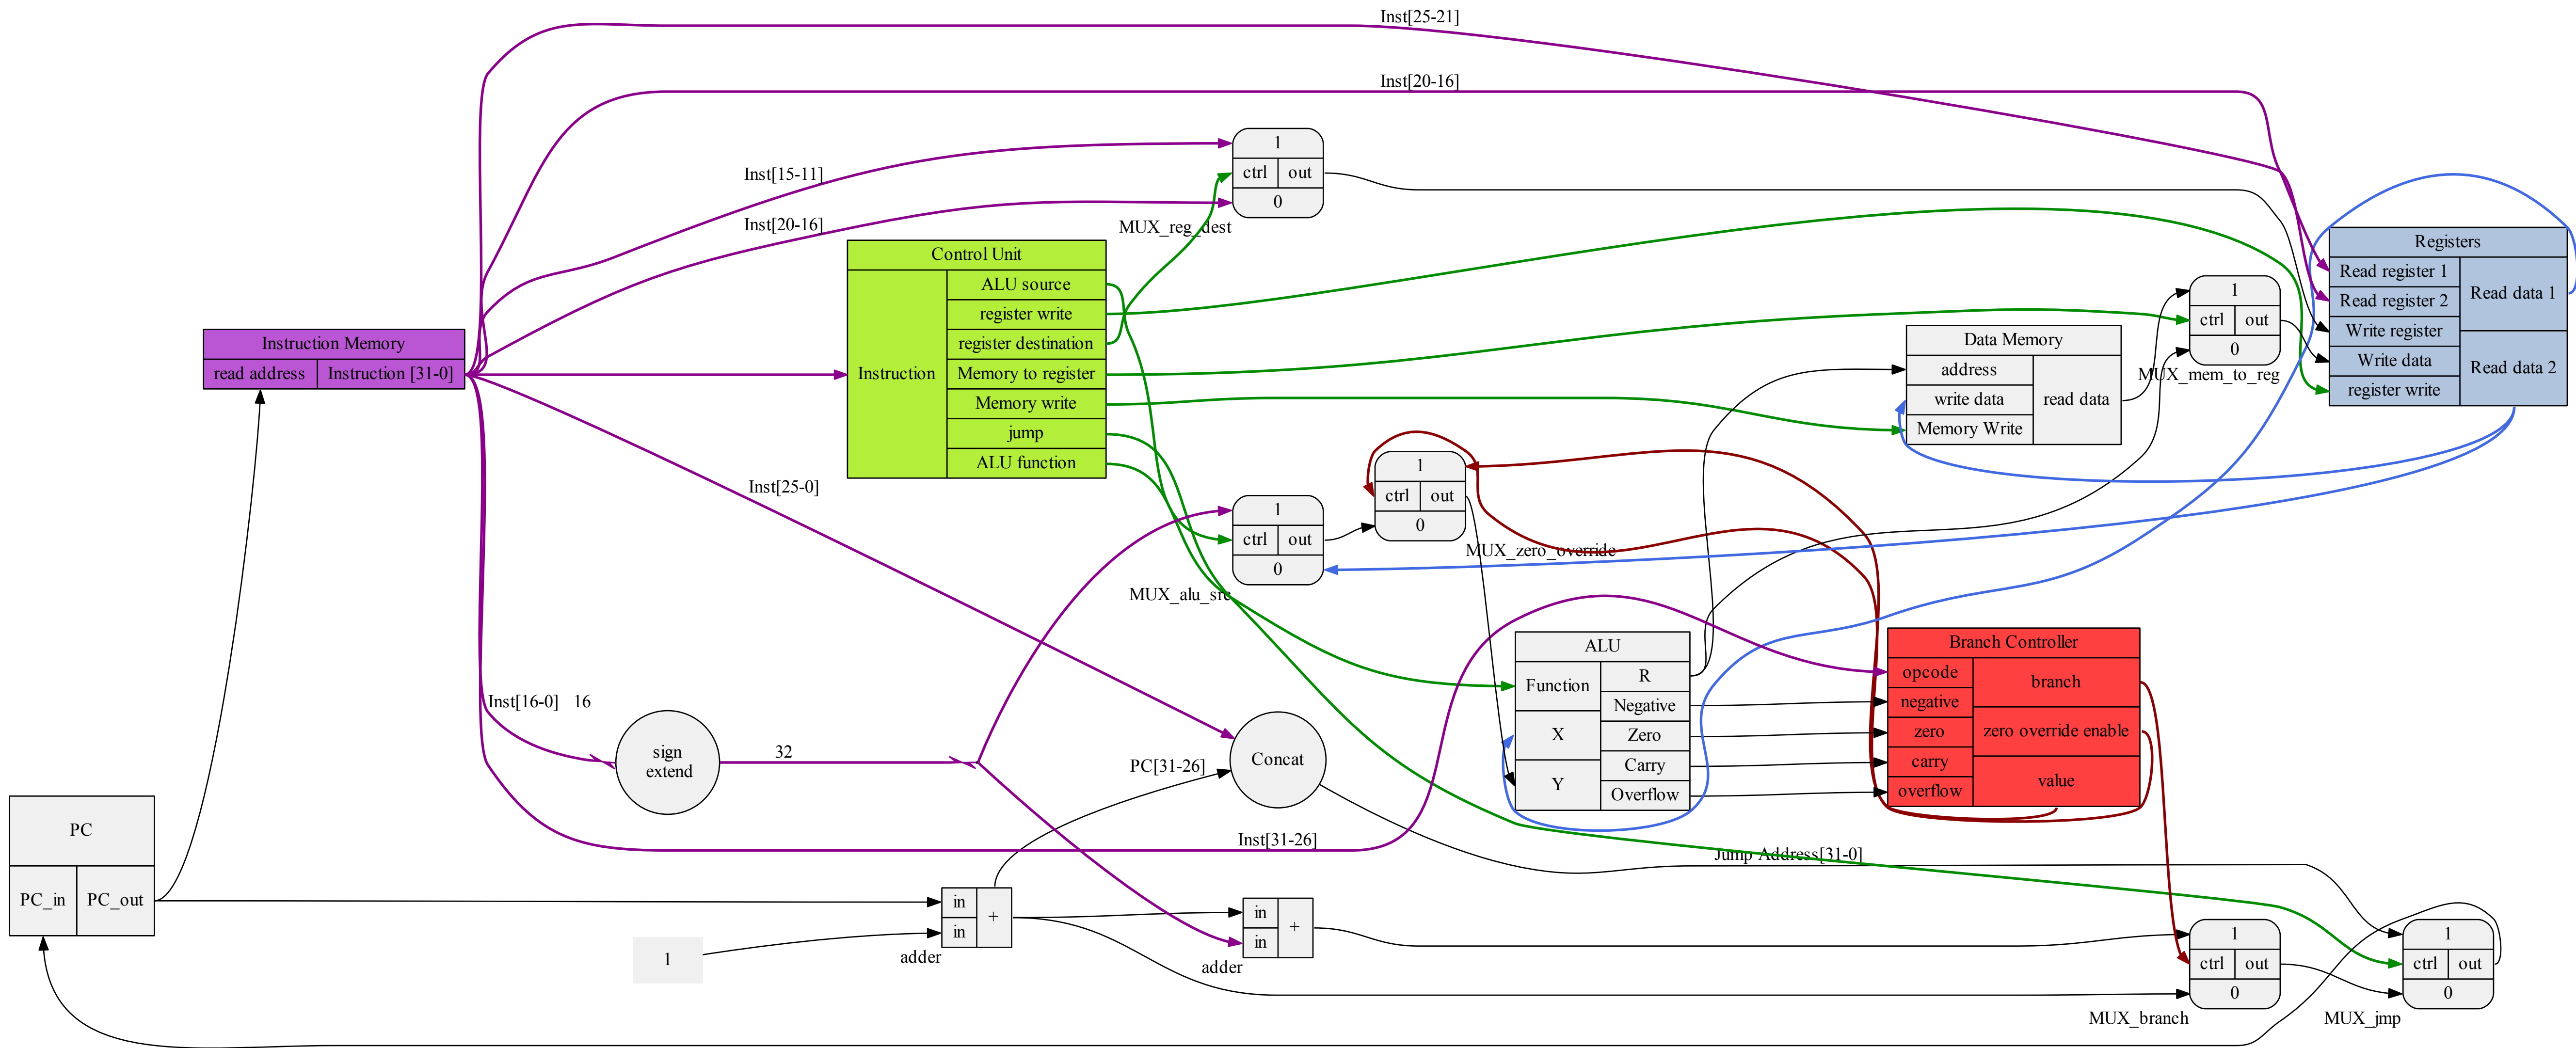 Inst[25-21]
Inst[20-16]
Inst[15-11]
Inst[20-16]
1
ctrl
out
0
MUX_reg_dest
Control Unit
Instruction
ALU source
register write
register destination
Memory to register
Memory write
jump
ALU function
Instruction Memory
read address
Instruction [31-0]
Registers
Read register 1
Read register 2
Write register
Write data
register write
Read data 1
Read data 2
1
ctrl
out
0
MUX_mem_to_reg
Data Memory
address
write data
Memory Write
read data
1
ctrl
out
0
MUX_zero_override
1
ctrl
out
0
MUX_alu_src
Inst[25-0]
ALU
Function
X
Y
R
Negative
Zero
Carry
Overflow
Branch Controller
opcode
negative
zero
carry
overflow
branch
zero override enable
value
Inst[16-0]
16
sign
extend
32
Concat
PC[31-26]
Inst[31-26]
Jump Address[31-0]
PC
PC_in
PC_out
1
in
in
+
adder
in
in
+
adder
1
ctrl
out
0
MUX_branch
1
ctrl
out
0
MUX_jmp